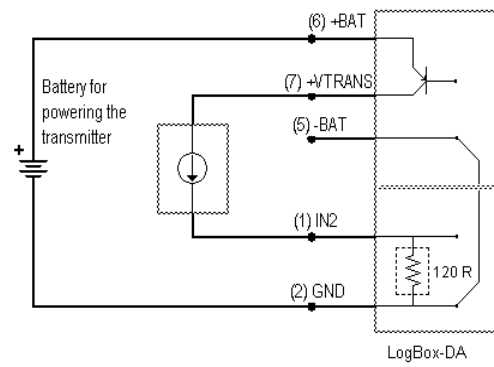 (6) +BAT
Battery for
powering the
transmitter
(7) +VTRANS
(5) -BAT
+
(1) IN2
120 R
(2) GND
LogBox-DA